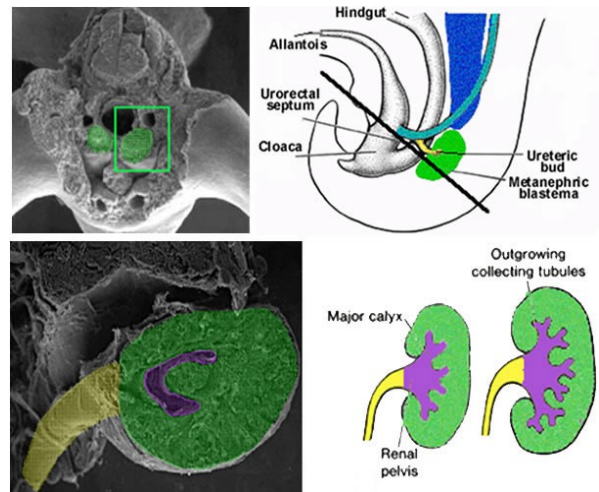 Hindgut
Allantois
Urorectal
septum
Cloaca
Ureteric
bud
Metanephric
blastema
Outgrowing
collecting tubules
Major calyx
Renal
pelvis